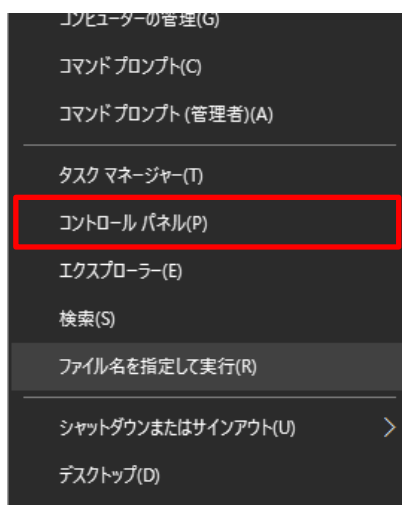 コンピューターの管理(G)
コマンド プロンプト(C)
コマンド プロンプト (管理者)(A)
タスク マネージャー(T)
コントロール パネル(P)
エクスプローラー(E)
検索(S)
ファイル名を指定して実行(R)
シャットダウンまたはサインアウト(U)
デスクトップ(D)